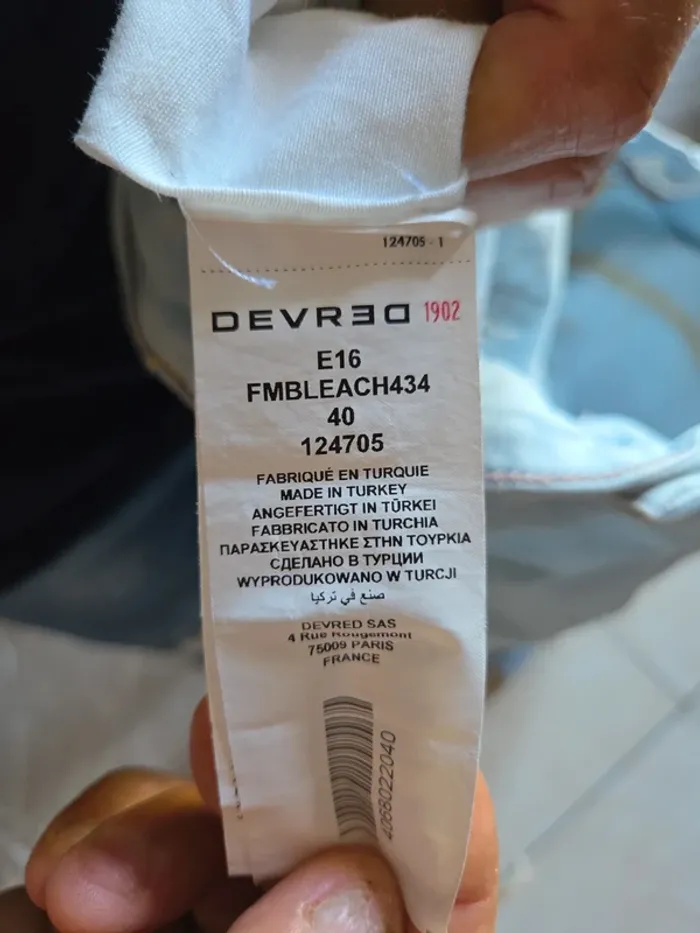 124705 - 1
DEVRED 1902
E16
FMBLEACH434
40
124705
FABRIQUÉ EN TURQUIE
MADE IN TURKEY
ANGEFERTIGT IN TÜRKEI
FABBRICATO IN TURCHIA
ΠΑΡΑΣΚΕΥΑΣΤΗΚΕ ΣΤΗΝ ΤΟΥΡΚΙΑ
СДЕЛАНО В ТУРЦИИ
WYPRODUKOWANO W TURCJI
صنع في تركيا
DEVRED SAS
4 Rue Rougemont
75009 PARIS
FRANCE
4068022040